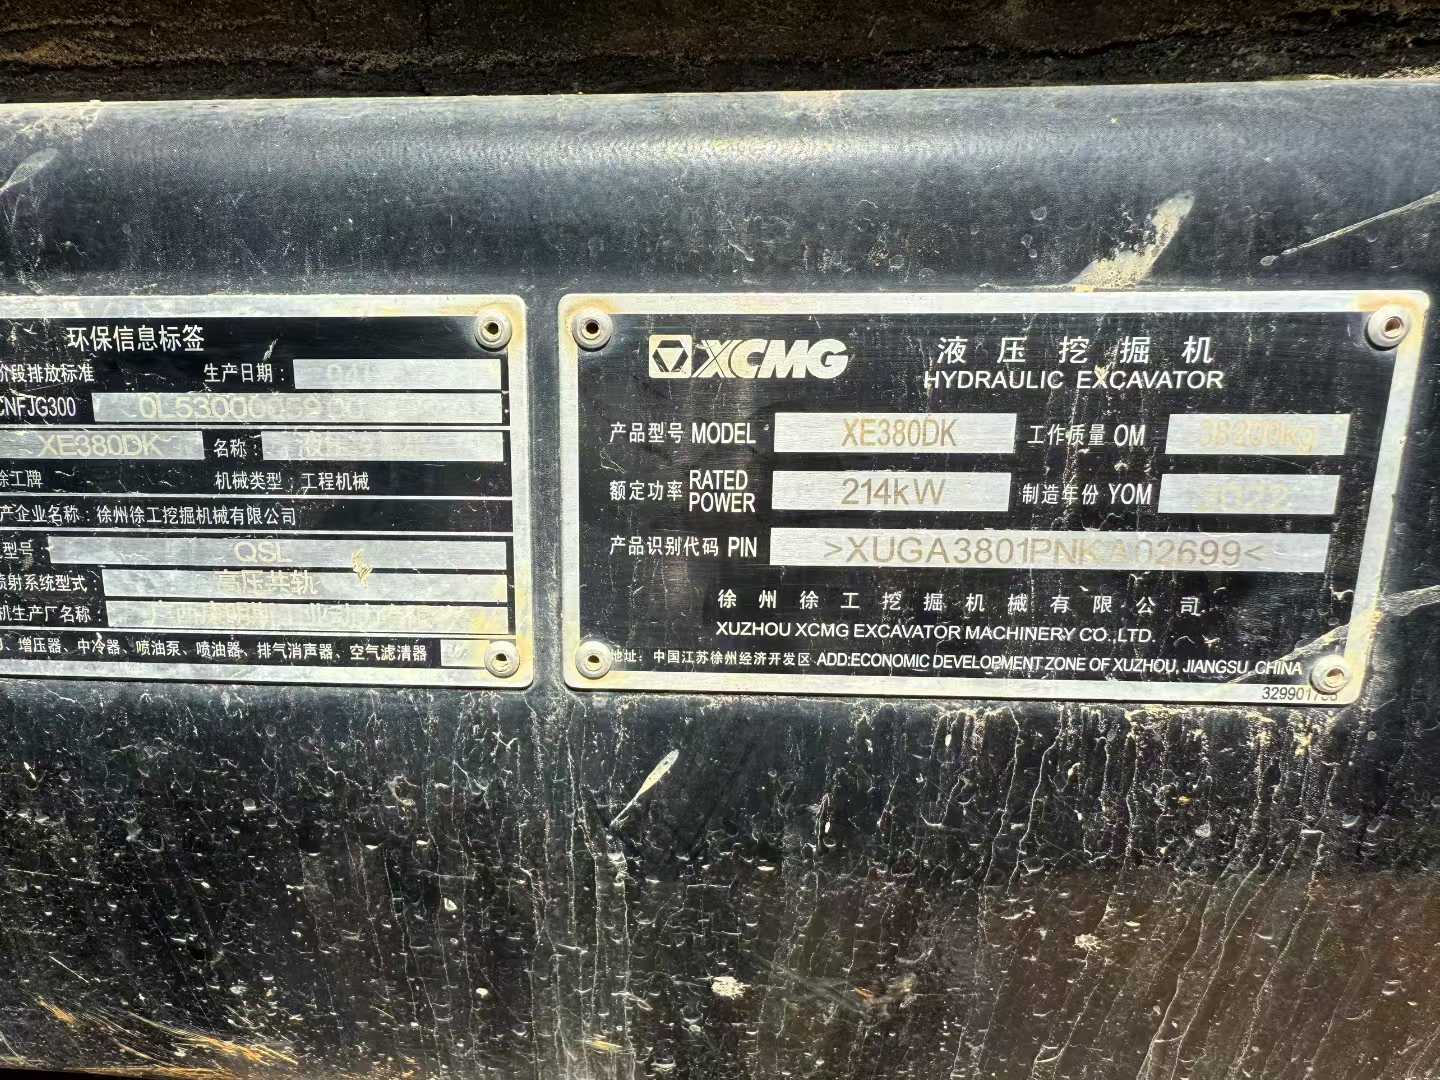 环保信息标签
阶段排放标准 生产日期：
CNFJG300
XE380DK 名称：
徐工牌 机械类型：工程机械
产企业名称：徐州徐工挖掘机械有限公司
型号： QSL
喷射系统型式： 高压共轨
机生产厂名称：
增压器、中冷器、喷油泵、喷油器、排气消声器、空气滤清器
XCMG 液压挖掘机
HYDRAULIC EXCAVATOR
产品型号 MODEL XE380DK 工作质量 OM
额定功率 RATED POWER 214kW 制造年份 YOM 2022
产品识别代码 PIN >XUGA3801PNKA02699<
徐州徐工挖掘机械有限公司
XUZHOU XCMG EXCAVATOR MACHINERY CO.,LTD.
地址：中国江苏徐州经济开发区 ADD:ECONOMIC DEVELOPMENT ZONE OF XUZHOU, JIANGSU ,CHINA